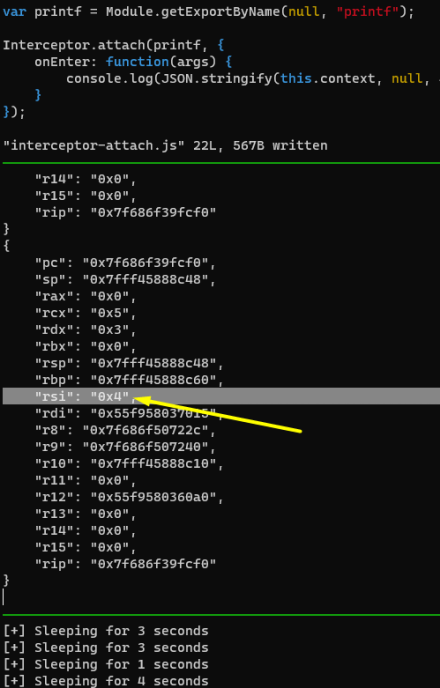 var printf = Module.getExportByName(null, "printf");
Interceptor.attach(printf, {
    onEnter: function(args) {
        console.log(JSON.stringify(this.context, null,
    }
});
"interceptor-attach.js" 22L, 567B written
    "r14": "0x0",
    "r15": "0x0",
    "rip": "0x7f686f39fcf0"
}
{
    "pc": "0x7f686f39fcf0",
    "sp": "0x7fff45888c48",
    "rax": "0x0",
    "rcx": "0x5",
    "rdx": "0x3",
    "rbx": "0x0",
    "rsp": "0x7fff45888c48",
    "rbp": "0x7fff45888c60",
    "rsi": "0x4",
    "rdi": "0x55f958037015",
    "r8": "0x7f686f50722c",
    "r9": "0x7f686f507240",
    "r10": "0x7fff45888c10",
    "r11": "0x0",
    "r12": "0x55f9580360a0",
    "r13": "0x0",
    "r14": "0x0",
    "r15": "0x0",
    "rip": "0x7f686f39fcf0"
}
[+] Sleeping for 3 seconds
[+] Sleeping for 3 seconds
[+] Sleeping for 1 seconds
[+] Sleeping for 4 seconds